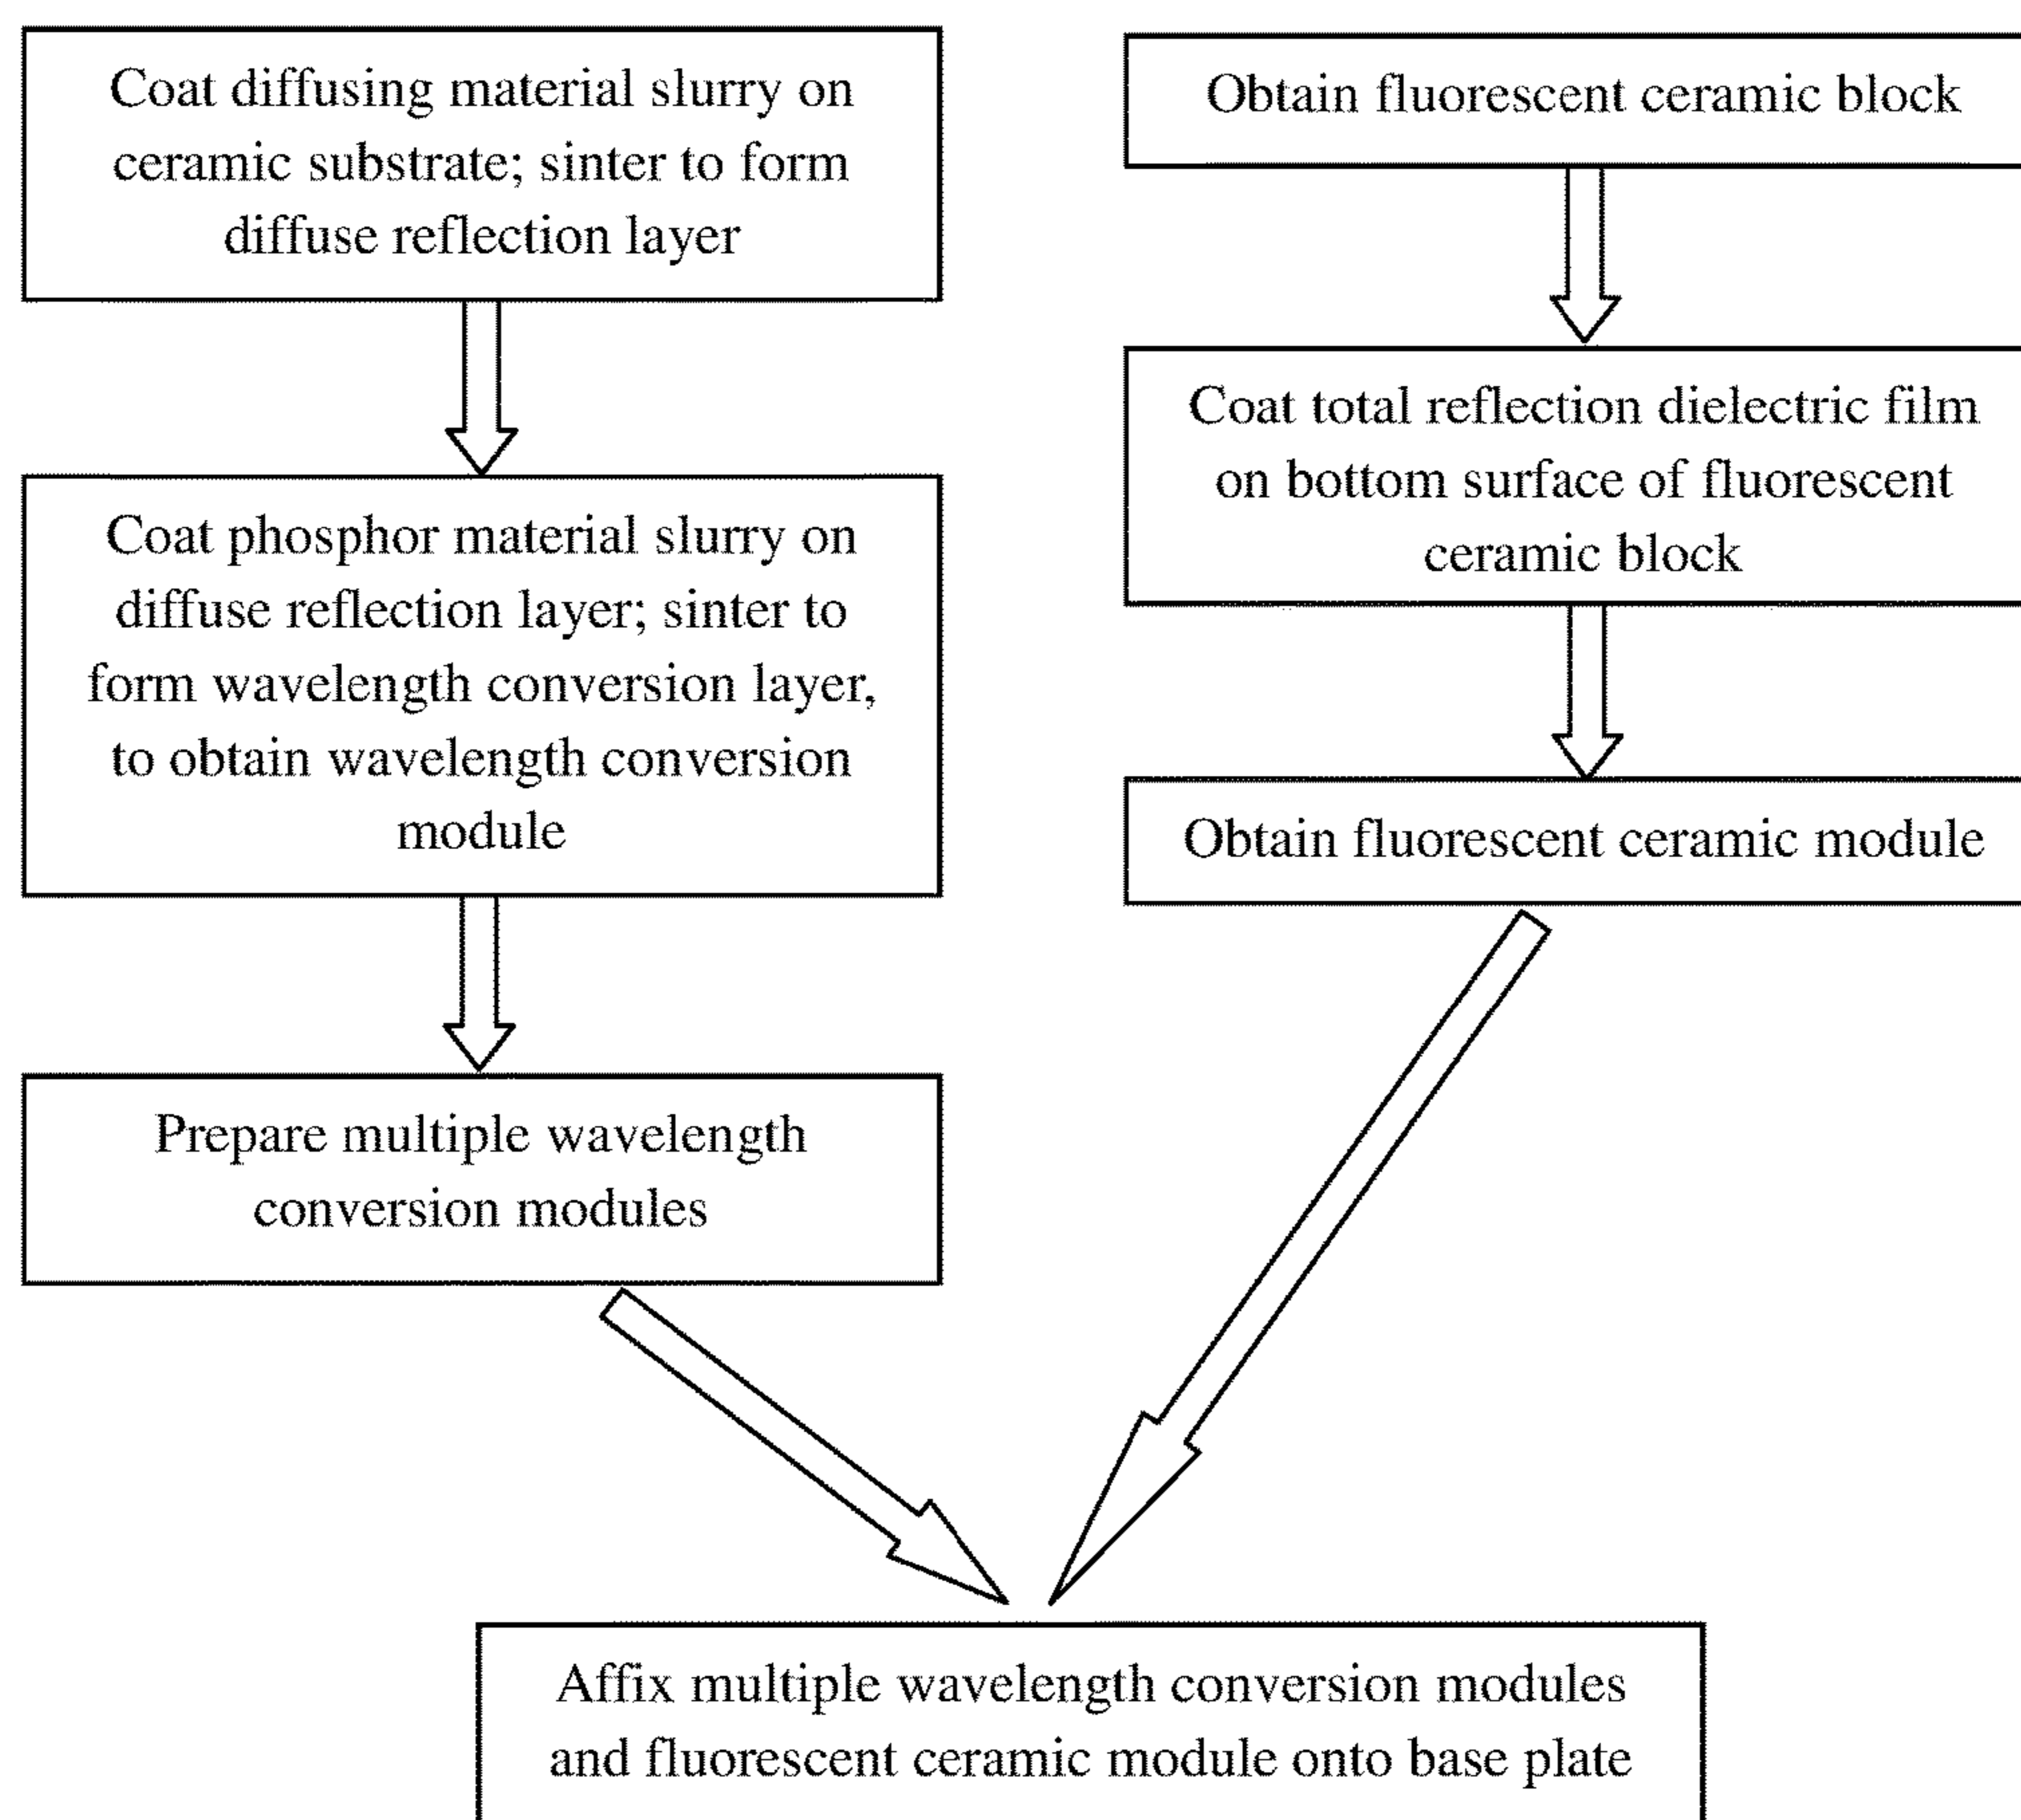 Coat diffusing material slurry on
ceramic substrate; sinter to form
diffuse reflection layer
Coat phosphor material slurry on
diffuse reflection layer; sinter to
form wavelength conversion layer,
to obtain wavelength conversion
module
Prepare multiple wavelength
conversion modules
Obtain fluorescent ceramic block
Coat total reflection dielectric film
on bottom surface of fluorescent
ceramic block
Obtain fluorescent ceramic module
Affix multiple wavelength conversion modules
and fluorescent ceramic module onto base plate